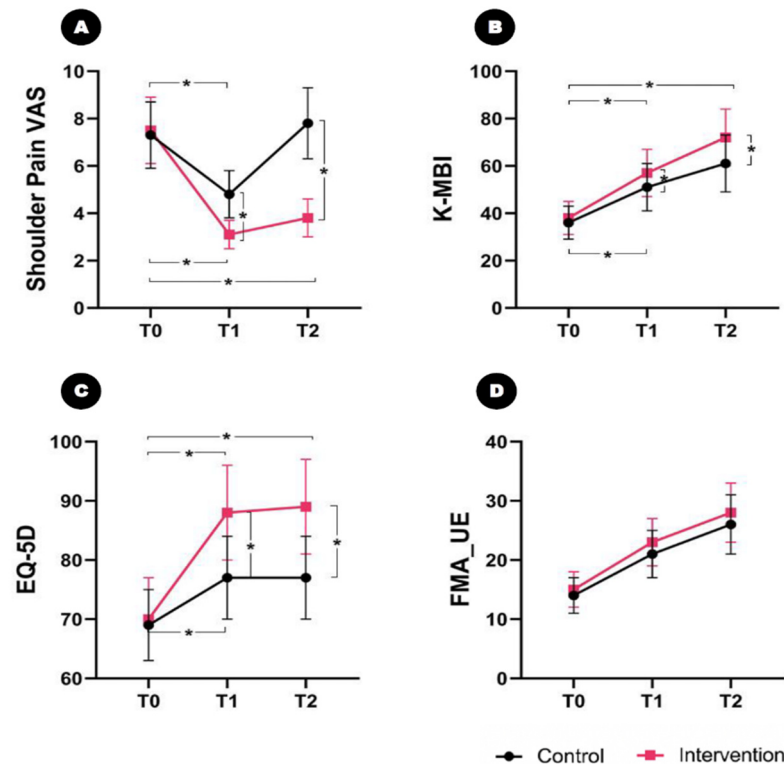 A
Shoulder Pain VAS
10
8
6
4
2
0
T0 T1 T2
*
*
*
*
*
B
K-MBI
100
80
60
40
20
0
T0 T1 T2
*
*
*
*
*
C
EQ-5D
100
90
80
70
60
T0 T1 T2
*
*
*
*
*
D
FMA_UE
40
30
20
10
0
T0 T1 T2
Control Intervention